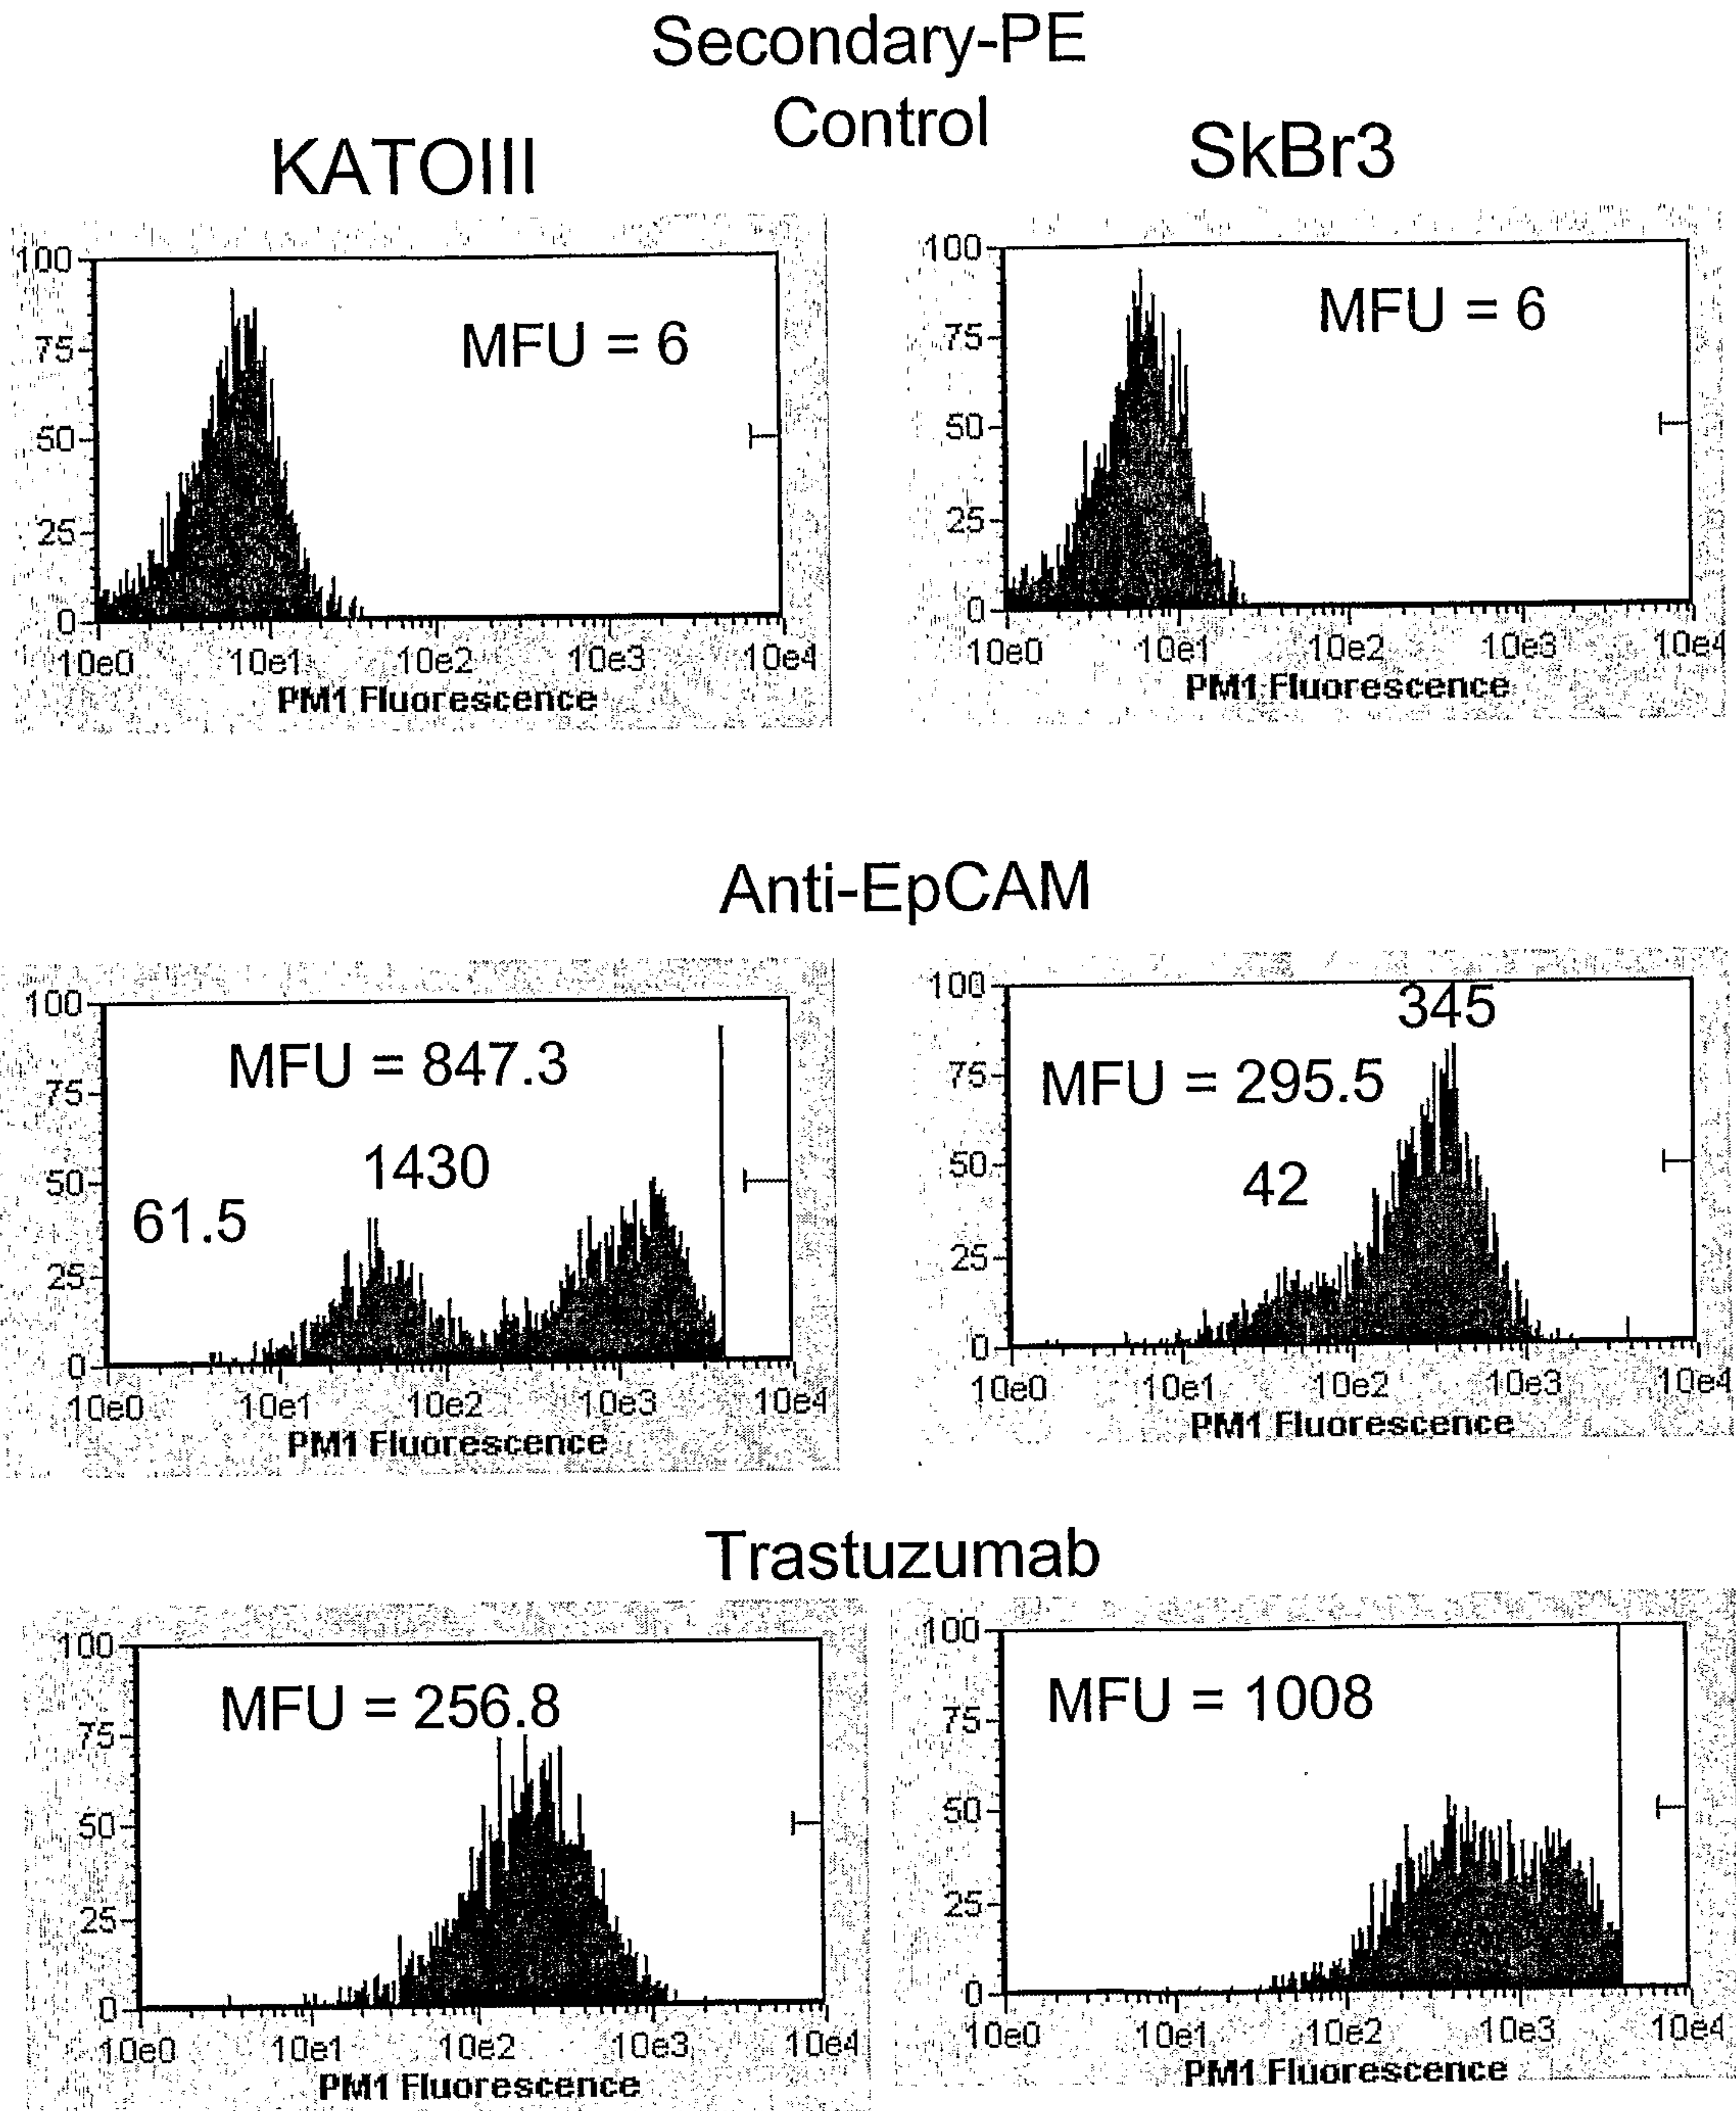 Secondary-PE
Control
KATOIII
SkBr3
100
75
50
25
0
MFU = 6
10e0 10e1 10e2 10e3 10e4
PM1 Fluorescence
100
75
50
25
0
MFU = 6
10e0 10e1 10e2 10e3 10e4
PM1 Fluorescence
Anti-EpCAM
100
75
50
25
0
MFU = 847.3
1430
61.5
10e0 10e1 10e2 10e3 10e4
PM1 Fluorescence
100
75
50
25
0
345
MFU = 295.5
42
10e0 10e1 10e2 10e3 10e4
PM1 Fluorescence
Trastuzumab
100
75
50
25
0
MFU = 256.8
10e0 10e1 10e2 10e3 10e4
PM1 Fluorescence
100
75
50
25
0
MFU = 1008
10e0 10e1 10e2 10e3 10e4
PM1 Fluorescence